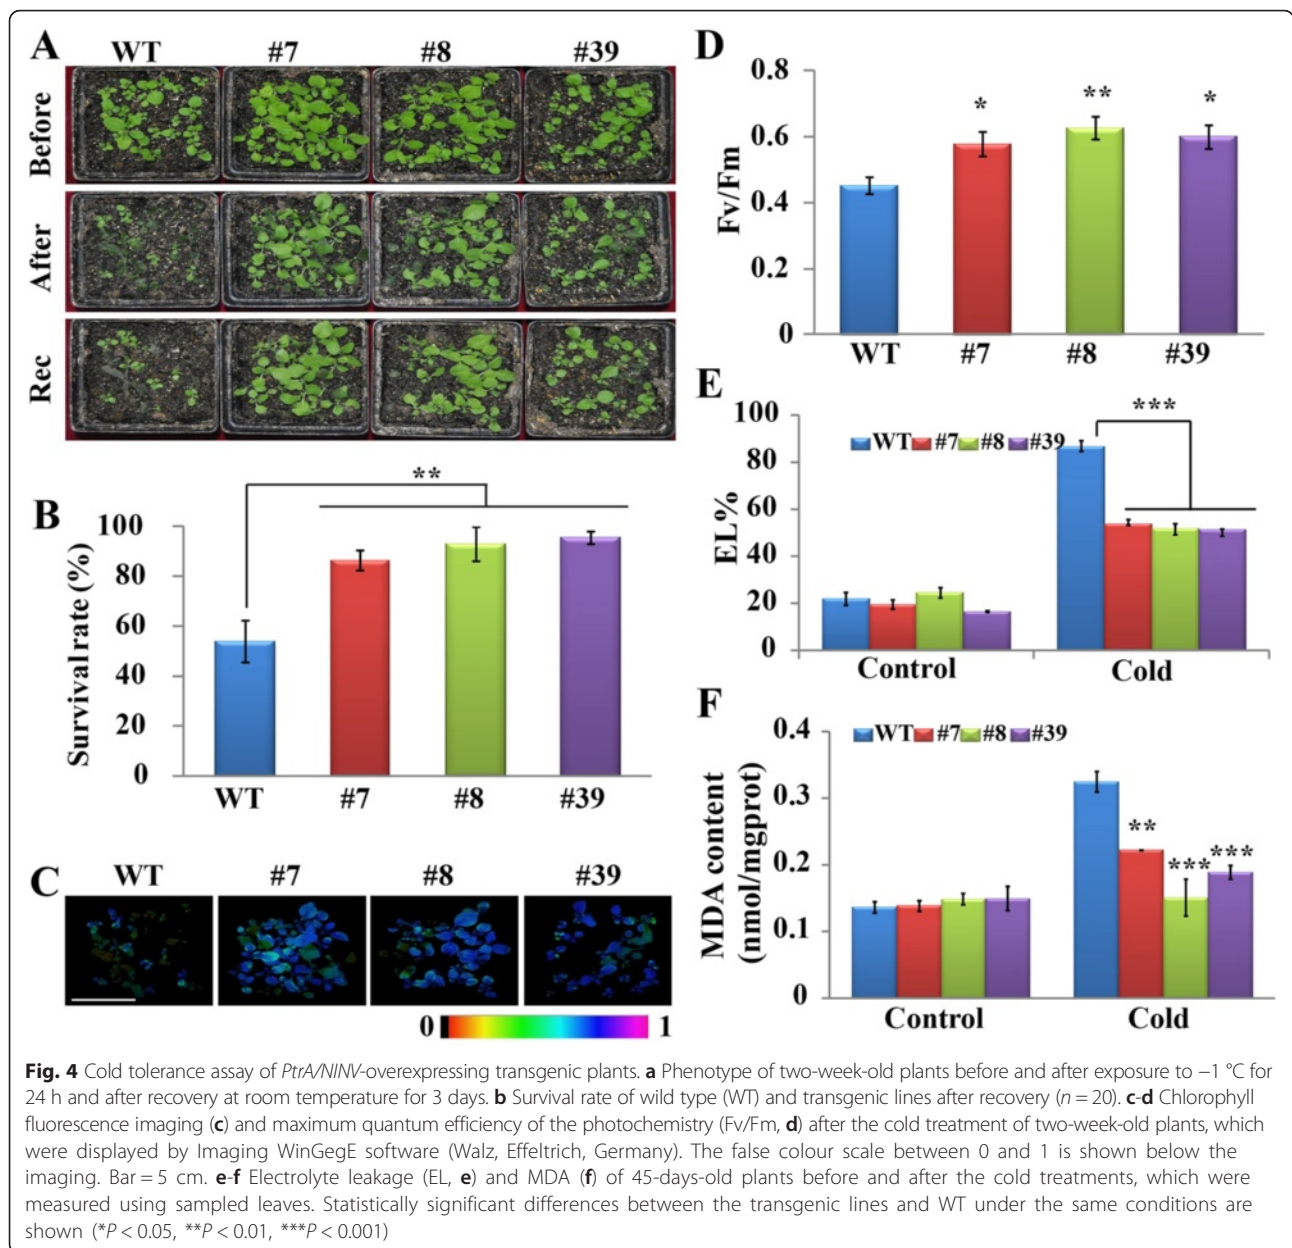 A
WT #7 #8 #39
Before
After
Rec
B
**
Survival rate (%)
100
80
60
40
20
0
WT #7 #8 #39
C
WT #7 #8 #39
0 1
D
Fv/Fm
0.8
0.6
0.4
0.2
0
* ** *
WT #7 #8 #39
E
EL%
100
80
60
40
20
0
WT #7 #8 #39
***
Control Cold
F
MDA content
(nmol/mgprot)
0.4
0.3
0.2
0.1
0
WT #7 #8 #39
** *** ***
Control Cold
Fig. 4 Cold tolerance assay of PtrA/NINV-overexpressing transgenic plants. a Phenotype of two-week-old plants before and after exposure to −1 °C for
24 h and after recovery at room temperature for 3 days. b Survival rate of wild type (WT) and transgenic lines after recovery (n = 20). c-d Chlorophyll
fluorescence imaging (c) and maximum quantum efficiency of the photochemistry (Fv/Fm, d) after the cold treatment of two-week-old plants, which
were displayed by Imaging WinGegE software (Walz, Effeltrich, Germany). The false colour scale between 0 and 1 is shown below the
imaging. Bar = 5 cm. e-f Electrolyte leakage (EL, e) and MDA (f) of 45-days-old plants before and after the cold treatments, which were
measured using sampled leaves. Statistically significant differences between the transgenic lines and WT under the same conditions are
shown (*P < 0.05, **P < 0.01, ***P < 0.001)